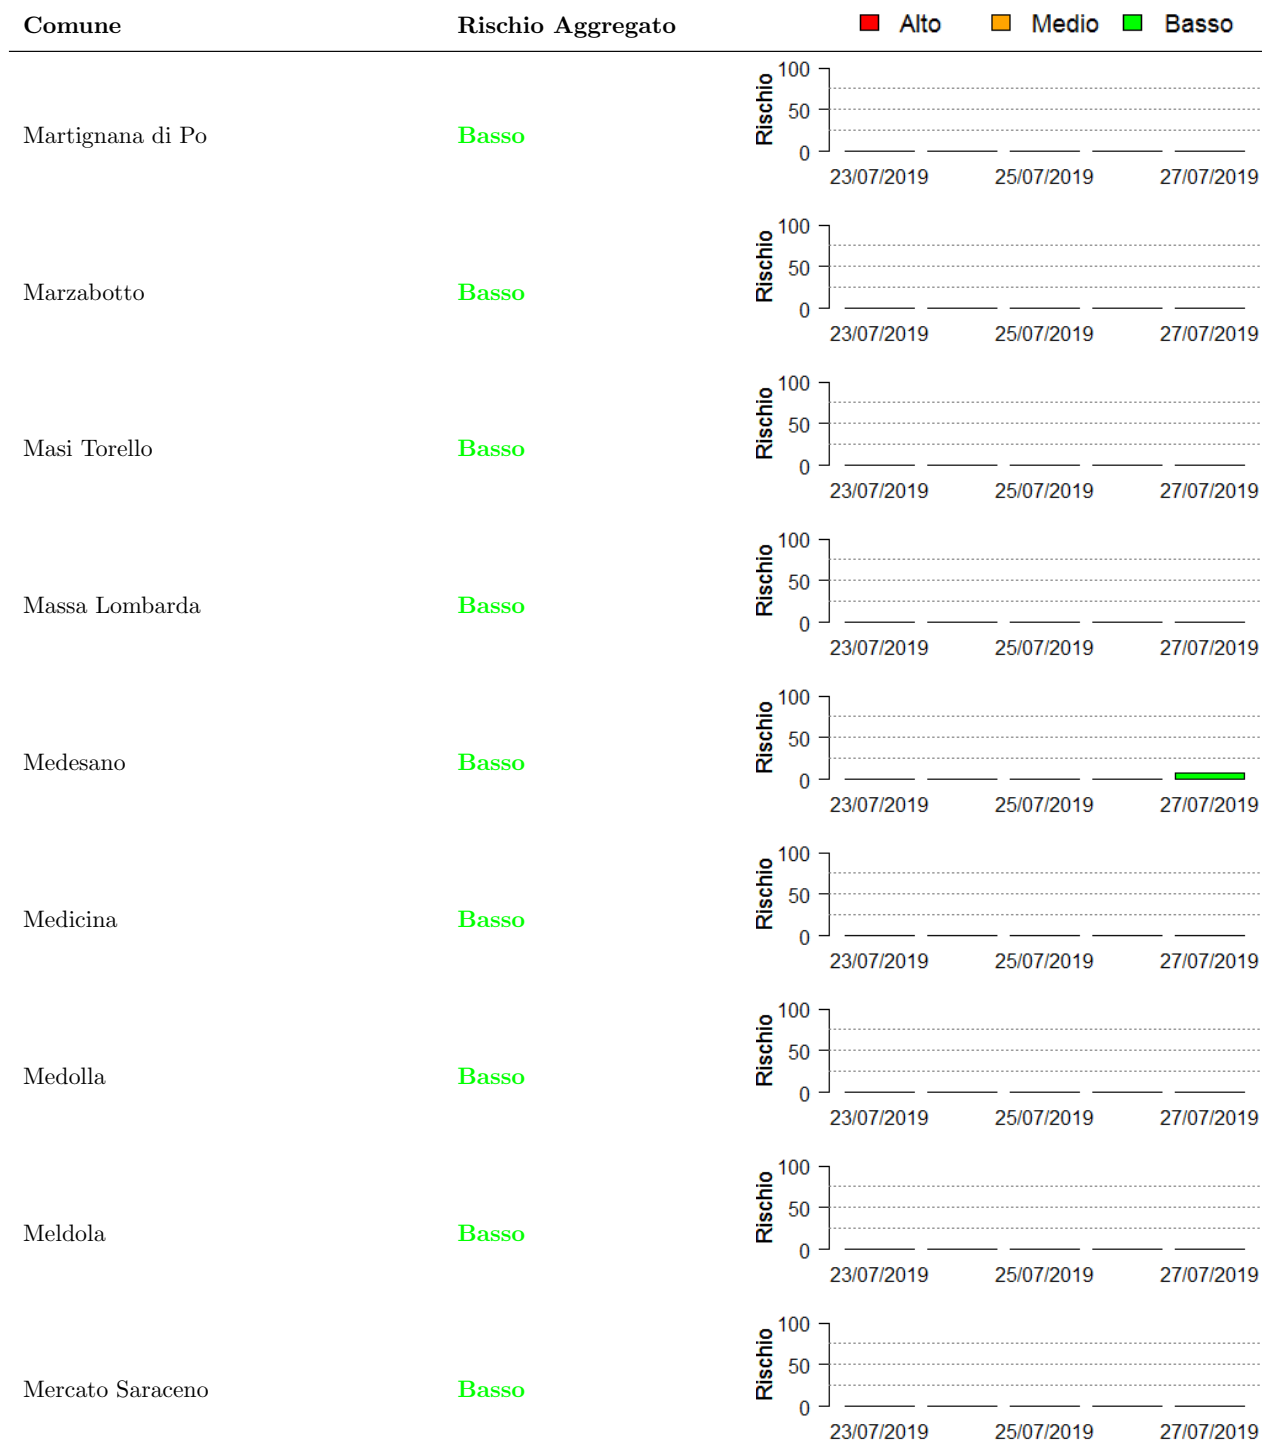 Comune Rischio Aggregato Alto Medio Basso
100
50
0
Rischio
Martignana di Po Basso
23/07/2019 25/07/2019 27/07/2019
100
50
0
Rischio
Marzabotto Basso
23/07/2019 25/07/2019 27/07/2019
100
50
0
Rischio
Masi Torello Basso
23/07/2019 25/07/2019 27/07/2019
100
50
0
Rischio
Massa Lombarda Basso
23/07/2019 25/07/2019 27/07/2019
100
50
0
Rischio
Medesano Basso
23/07/2019 25/07/2019 27/07/2019
100
50
0
Rischio
Medicina Basso
23/07/2019 25/07/2019 27/07/2019
100
50
0
Rischio
Medolla Basso
23/07/2019 25/07/2019 27/07/2019
100
50
0
Rischio
Meldola Basso
23/07/2019 25/07/2019 27/07/2019
100
50
0
Rischio
Mercato Saraceno Basso
23/07/2019 25/07/2019 27/07/2019